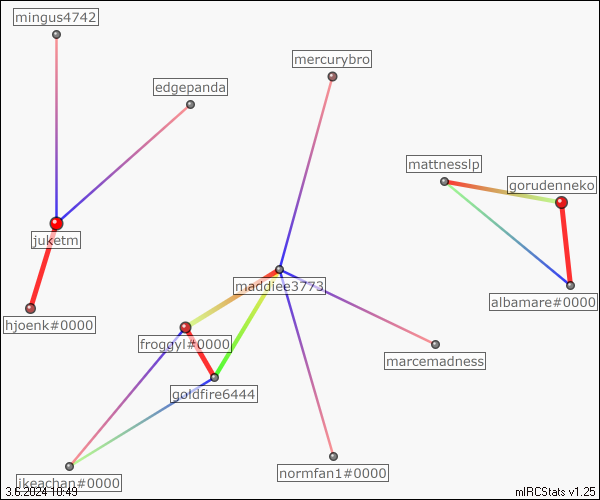 mingus4742
mercurybro
edgepanda
mattnesslp
gorudenneko
juketm
maddiee3773
albamare#0000
hjoenk#0000
froggyl#0000
marcemadness
goldfire6444
normfan1#0000
ikeachan#0000
3.6.2024 10:49
mIRCStats v1.25